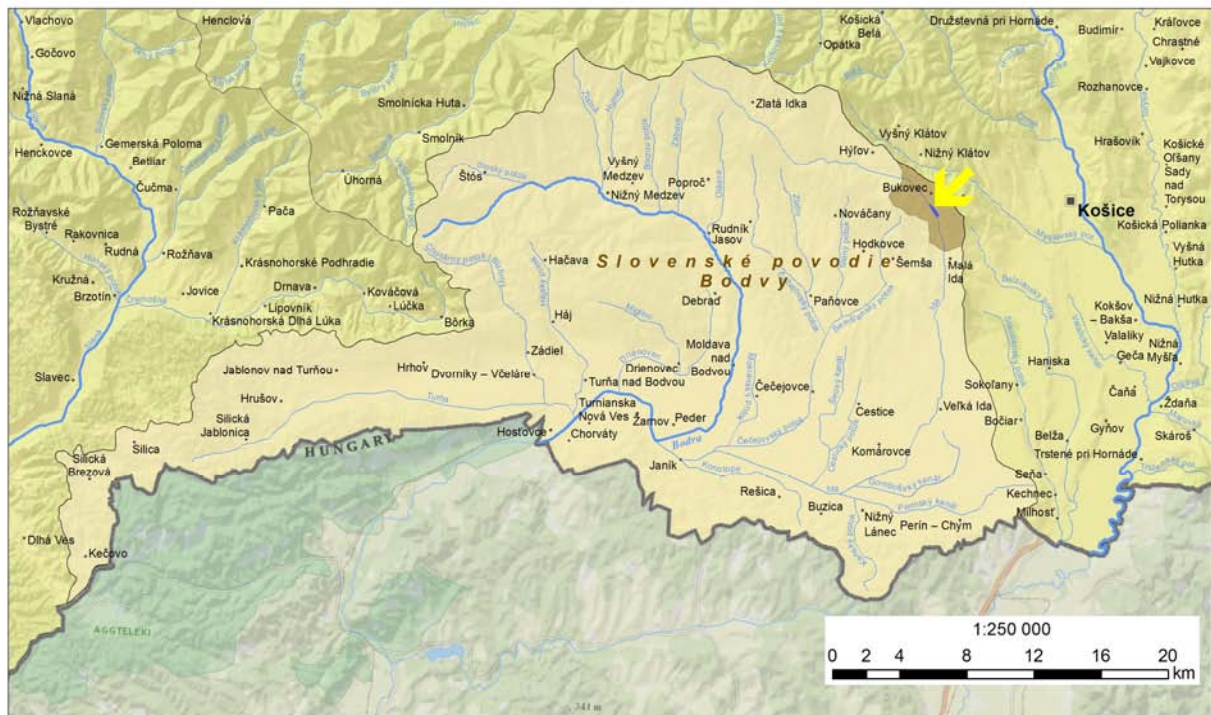 Vlachovo
Henclová
Košická
Belá
Družstevná pri Hornáde
Kráľovce
Gočovo
Opátka
Budimír
Chrastné
Vajkovce
Nižná Slaná
Smolnícka Huta
Zlatá Idka
Rozhanovce
Henckovce
Gemerská Poloma
Smolník
Vyšný Klátov
Hrašovík
Betliar
Hýľov
Nižný Klátov
Košické
Oľšany
Čučma
Úhorná
Štós
Vyšný
Medzev
Poproč
Bukovec
Sady
nad
Torysou
Nižný Medzev
Košice
Rožňavské
Bystré
Pača
Nováčany
Rakovnica
Rudná
Rudník
Jasov
Košická Polianka
Rožňava
Hačava
Hodkovce
Vyšná
Hutka
Krásnohorské Podhradie
Slovenské povodie
Bodvy
Šemša
Malá
Ida
Kružná
Brzotín
Jovice
Drnava
Kováčová
Lúčka
Debraď
Paňovce
Kokšov
– Bakša
Nižná Hutka
Lipovník
Krásnohorská Dlhá Lúka
Bôrka
Háj
Valaliky
Geča
Nižná
Myšľa
Zádiel
Moldava
nad
Bodvou
Haniska
Slavec
Jablonov nad Turňou
Hrhov
Dvorníky – Včeláre
Drienovec
Turňa nad Bodvou
Čečejovce
Sokoľany
Čaňa
Ždaňa
Hrušov
Turnianska
Nová Ves
Žarnov
Peder
Cestice
Veľká Ida
Bočiar
Gyňov
Skároš
Silická
Jablonica
Turňa
Hosťovce
Chorváty
Bodva
Belža
Trstené pri Hornáde
Silica
HUNGARY
Janík
Komárovce
Silická
Brezová
Konotopa
Seňa
Rešica
Kechnec
Milhosť
Buzica
Nižný
Lánec
Perín – Chým
Dlhá Ves
Kečovo
AGGTELEKI
1:250 000
0 2 4 8 12 16 20
km
341 m